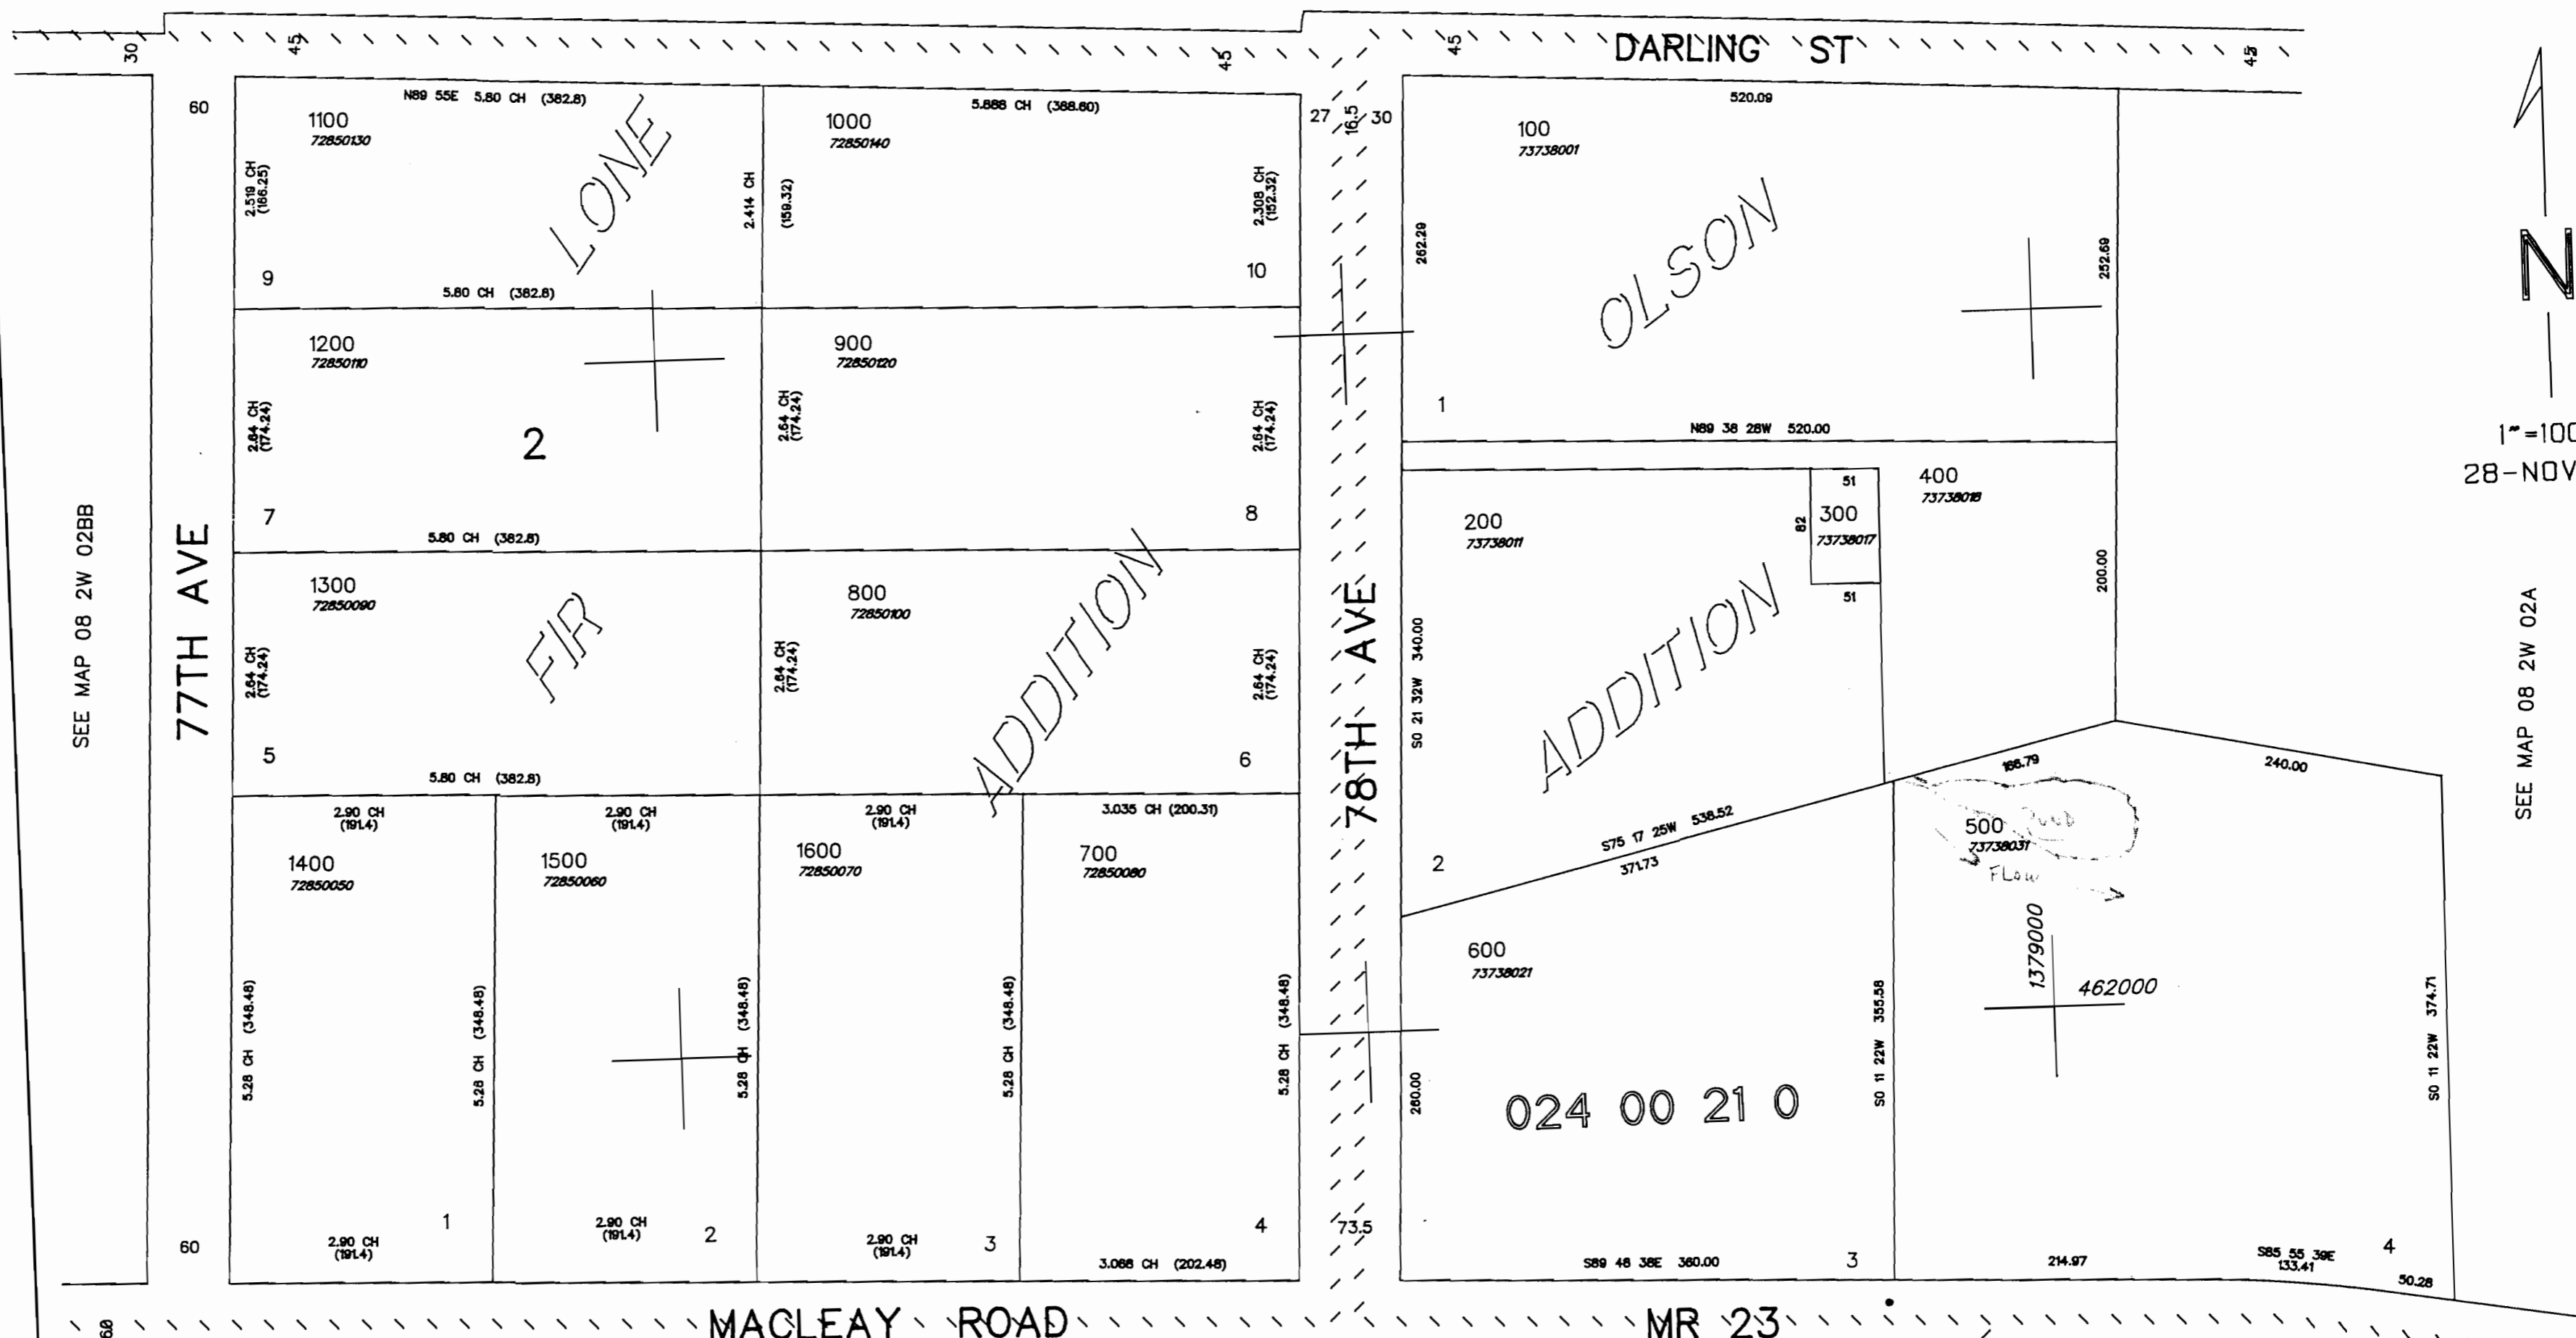 DARLING ST
30
45
45
45
45
60
N89 55E 5.80 CH (382.8)
5.888 CH (388.60)
27
16.5
30
520.09
1100
72850130
1000
72850140
100
73738001
2.519 CH
(166.25)
LONE
2.414 CH
(159.32)
2.308 CH
(152.32)
262.29
OLSON
252.69
N
9
5.80 CH (382.8)
10
1200
72850110
900
72850120
1
N89 38 28W 520.00
1"=100
28-NOV
2.64 CH
(174.24)
2
2.64 CH
(174.24)
2.64 CH
(174.24)
200
73738011
51
82
300
73738017
51
400
73738018
7
5.80 CH (382.8)
8
SEE MAP 08 2W 02BB
77TH AVE
1300
72850090
800
72850100
78TH AVE
200.00
SEE MAP 08 2W 02A
2.64 CH
(174.24)
FIR
2.64 CH
(174.24)
ADDITION
2.64 CH
(174.24)
S0 21 32W 340.00
ADDITION
5
5.80 CH (382.8)
6
166.79
240.00
2.90 CH
(191.4)
2.90 CH
(191.4)
2.90 CH
(191.4)
3.035 CH (200.31)
S75 17 25W 538.52
371.73
2
500
73738031
FLow
1400
72850050
1500
72850060
1600
72850070
700
72850080
600
73738021
1379000
462000
5.28 CH (348.48)
5.28 CH (348.48)
5.28 CH (348.48)
5.28 CH (348.48)
5.28 CH (348.48)
260.00
024 00 21 0
S0 11 22W 355.58
S0 11 22W 374.71
60
2.90 CH
(191.4)
1
2.90 CH
(191.4)
2
2.90 CH
(191.4)
3
4
3.068 CH (202.48)
73.5
S89 48 38E 360.00
3
214.97
S85 55 39E
133.41
4
50.28
60
MACLEAY ROAD
MR 23